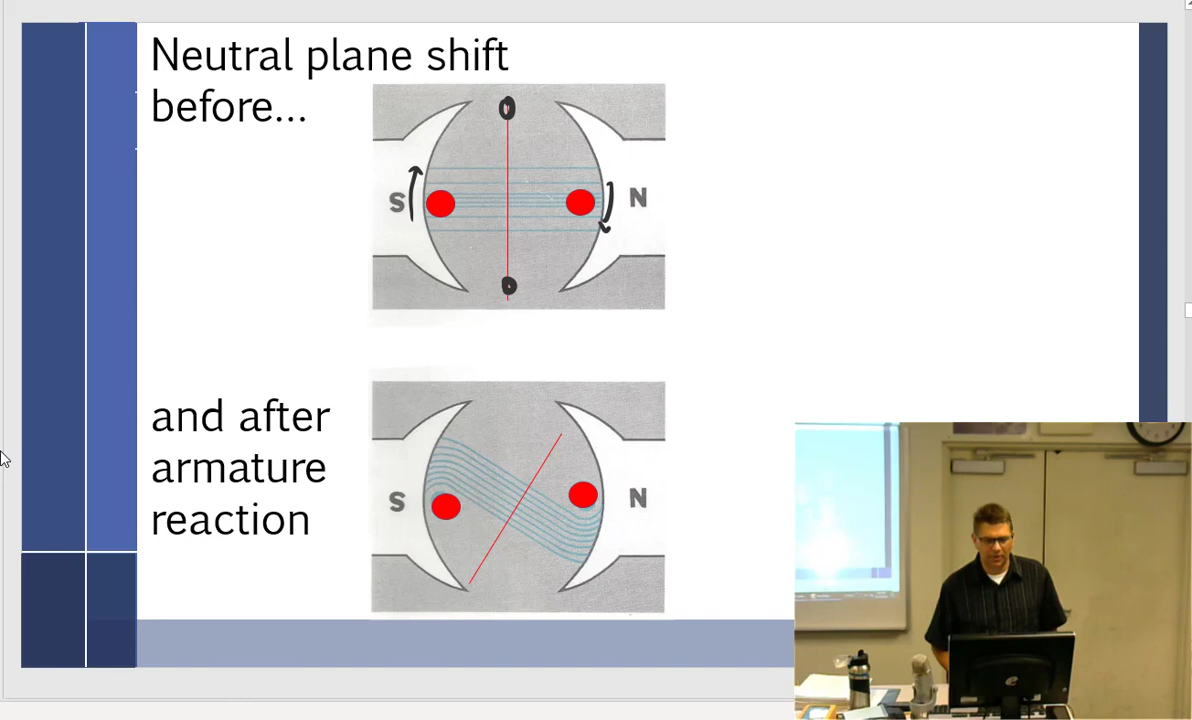 Neutral plane shift
before...
S
N
and after
armature
reaction
S
N